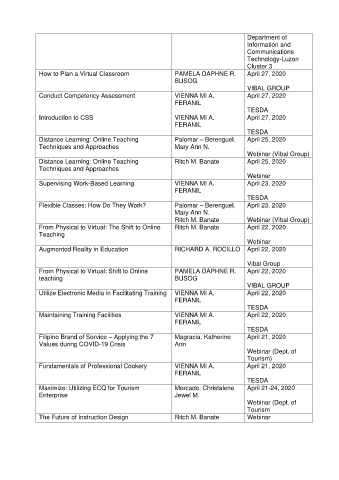 Department of
Information and
Communications
Technology-Luzon
Cluster 3
How to Plan a Virtual Classroom
PAMELA DAPHNE R.
BUSOG
April 27, 2020
VIBAL GROUP
Conduct Competency Assessment
VIENNA MI A.
FERANIL
April 27, 2020
TESDA
Introduction to CSS
VIENNA MI A.
FERANIL
April 27, 2020
TESDA
Distance Learning: Online Teaching
Techniques and Approaches
Palomar – Berenguel,
Mary Ann N.
April 25, 2020
Webinar (Vibal Group)
Distance Learning: Online Teaching
Techniques and Approaches
Ritch M. Banate
April 25, 2020
Webinar
Supervising Work-Based Learning
VIENNA MI A.
FERANIL
April 23, 2020
TESDA
Flexible Classes: How Do They Work?
Palomar – Berenguel,
Mary Ann N.
Ritch M. Banate
April 23, 2020
Webinar (Vibal Group)
From Physical to Virtual: The Shift to Online
Teaching
Ritch M. Banate
April 22, 2020
Webinar
Augmented Reality in Education
RICHARD A. ROCILLO
April 22, 2020
Vibal Group
From Physical to Virtual: Shift to Online
teaching
PAMELA DAPHNE R.
BUSOG
April 22, 2020
VIBAL GROUP
Utilize Electronic Media in Facilitating Training
VIENNA MI A.
FERANIL
April 22, 2020
TESDA
Maintaining Training Facilities
VIENNA MI A.
FERANIL
April 22, 2020
TESDA
Filipino Brand of Service – Applying the 7
Values during COVID-19 Crisis
Magracia, Katherine
Ann
April 21, 2020
Webinar (Dept. of
Tourism)
Fundamentals of Professional Cookery
VIENNA MI A.
FERANIL
April 21, 2020
TESDA
Maximize: Utilizing ECQ for Tourism
Enterprise
Mercado, Christalene
Jewel M.
April 21-24, 2020
Webinar (Dept. of
Tourism
The Future of Instruction Design
Ritch M. Banate
Webinar